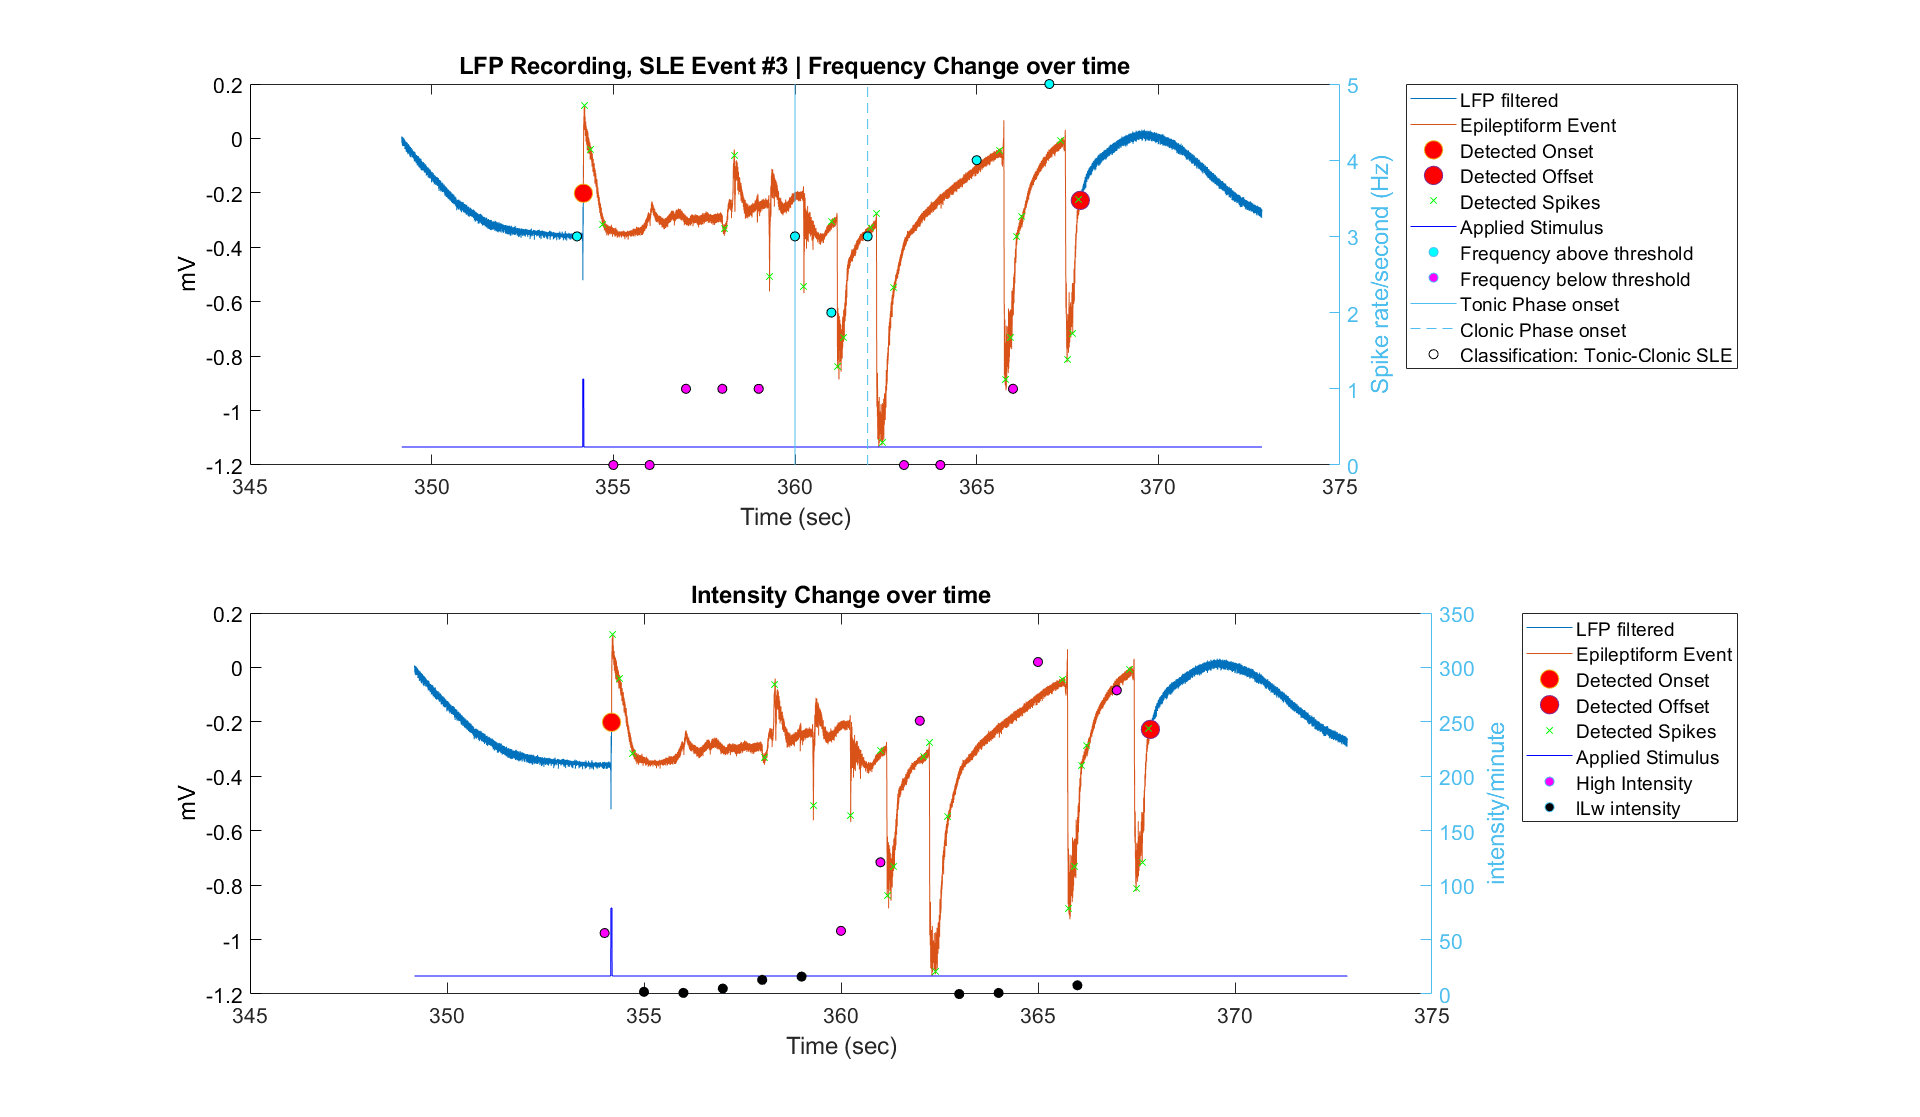 LFP Recording, SLE Event #3 | Frequency Change over time
0.2
0
-0.2
-0.4
-0.6
-0.8
-1
-1.2
mV
345
350
355
360
365
370
375
Time (sec)
5
4
3
2
1
0
Spike rate/second (Hz)
LFP filtered
Epileptiform Event
Detected Onset
Detected Offset
Detected Spikes
Applied Stimulus
Frequency above threshold
Frequency below threshold
Tonic Phase onset
Clonic Phase onset
Classification: Tonic-Clonic SLE
Intensity Change over time
0.2
0
-0.2
-0.4
-0.6
-0.8
-1
-1.2
mV
345
350
355
360
365
370
375
Time (sec)
350
300
250
200
150
100
50
0
intensity/minute
LFP filtered
Epileptiform Event
Detected Onset
Detected Offset
Detected Spikes
Applied Stimulus
High Intensity
lLw intensity